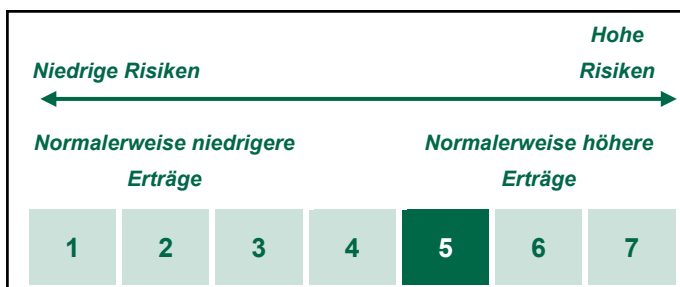 Niedrige Risiken
Hohe
Risiken
Normalerweise niedrigere
Erträge
Normalerweise höhere
Erträge
1 2 3 4 5 6 7